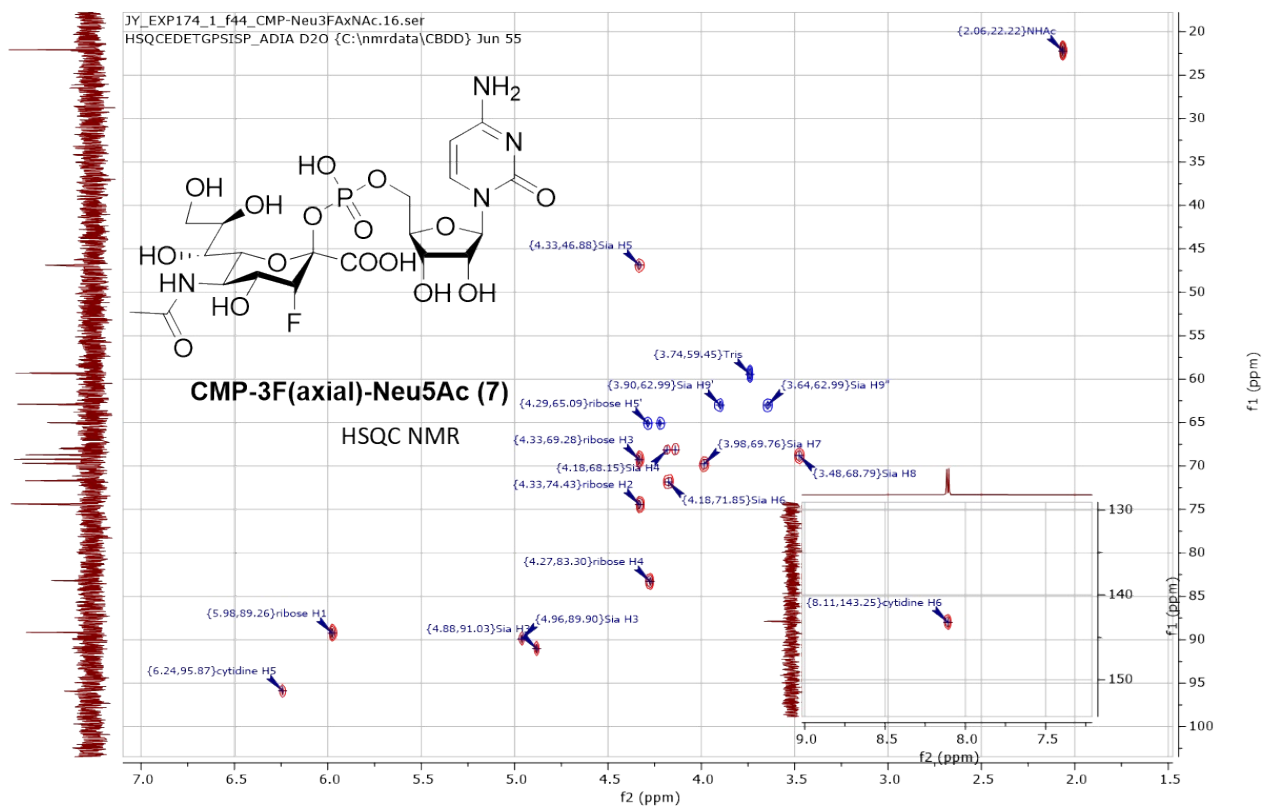 JY_EXP174_1_f44_CMP-Neu3FAxNAc.16.ser
HSQCEDETGPSISP_ADIA D2O {C:\nmrdata\CBDD} Jun 55
{2.06,22.22}NHAc
NH₂
N
N
O
HO
O
P
O
O
O
OH OH
OH
OH
HO
O
COOH
HN
HO
F
O
CMP-3F(axial)-Neu5Ac (7)
HSQC NMR
{4.33,46.88}Sia H5
{3.74,59.45}Tris
{3.90,62.99}Sia H9'
{3.64,62.99}Sia H9"
{4.29,65.09}ribose H5'
{4.33,69.28}ribose H3
{3.98,69.76}Sia H7
{4.18,68.15}Sia H4
{3.48,68.79}Sia H8
{4.33,74.43}ribose H2
{4.18,71.85}Sia H6
{4.27,83.30}ribose H4
{5.98,89.26}ribose H1
{4.96,89.90}Sia H3
{4.88,91.03}Sia H3
{6.24,95.87}cytidine H5
{8.11,143.25}cytidine H6
130
140
150
f1 (ppm)
9.0 8.5 8.0 7.5
f2 (ppm)
20
25
30
35
40
45
50
55
60
65
70
75
80
85
90
95
100
f1 (ppm)
7.0 6.5 6.0 5.5 5.0 4.5 4.0 3.5 3.0 2.5 2.0 1.5
f2 (ppm)